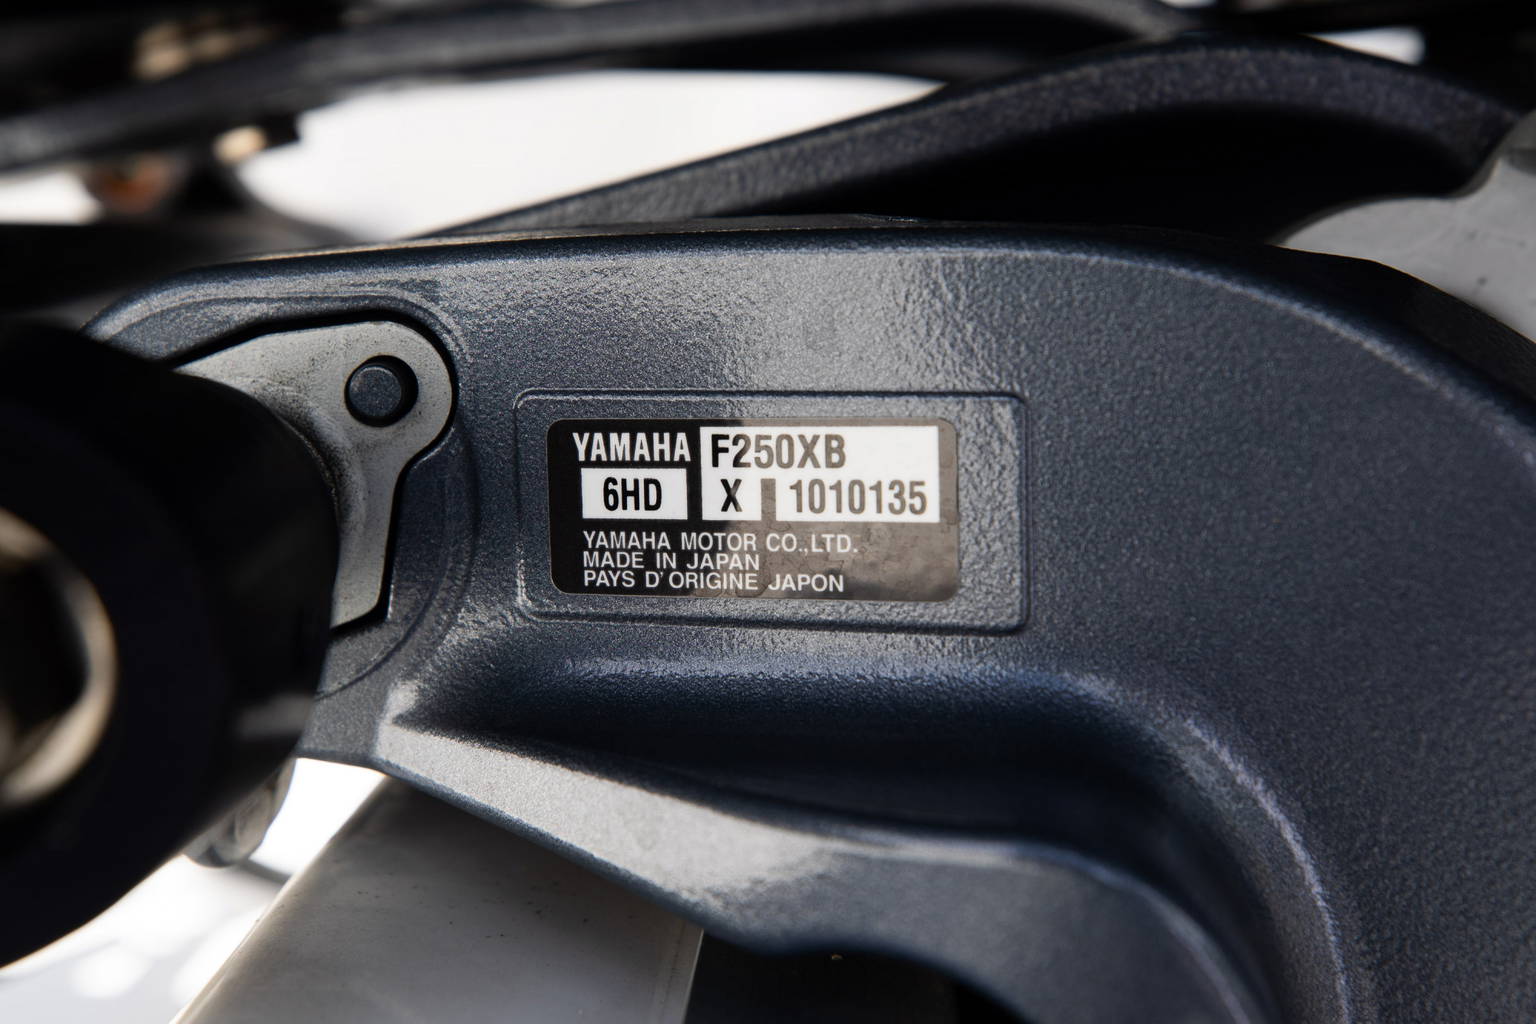 YAMAHA F250XB
6HD X 1010135
YAMAHA MOTOR CO.,LTD.
MADE IN JAPAN
PAYS D'ORIGINE JAPON